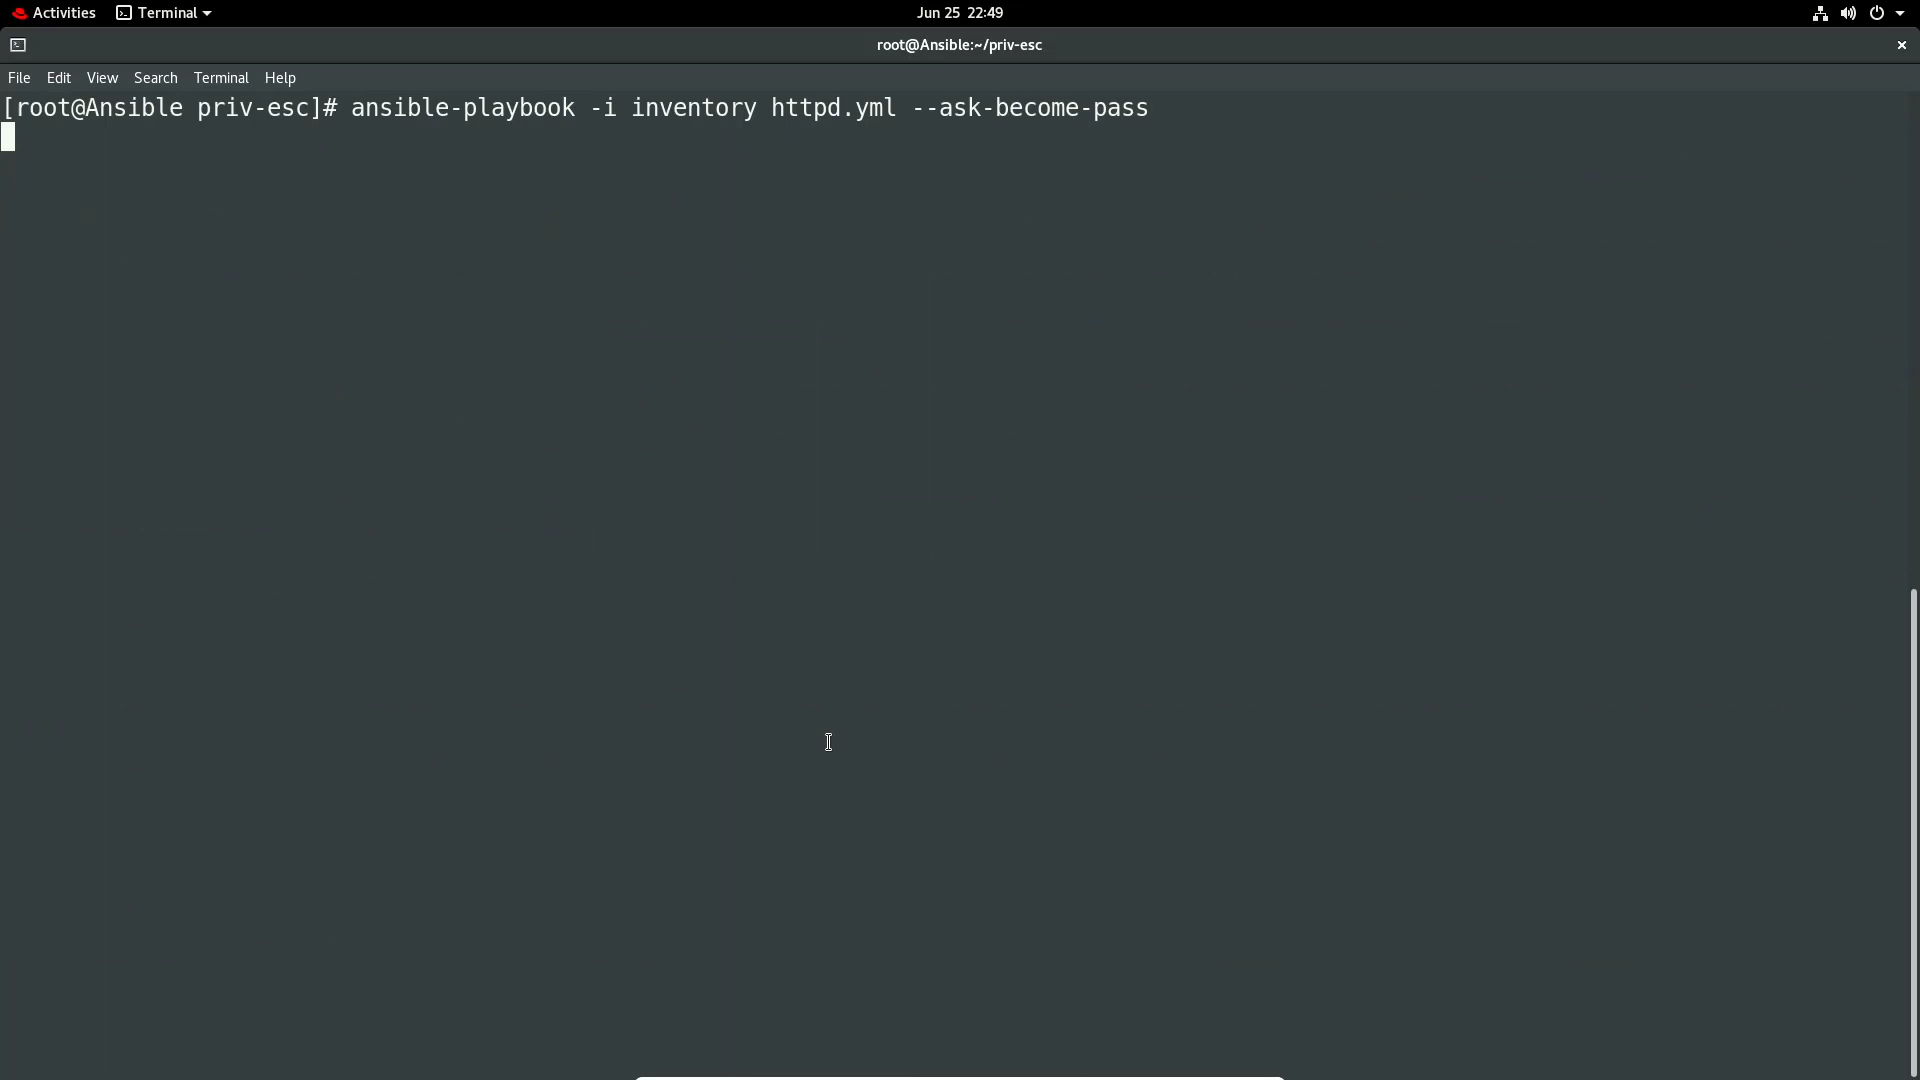 Activities Terminal Jun 25 22:49
root@Ansible:~/priv-esc
File Edit View Search Terminal Help
[root@Ansible priv-esc]# ansible-playbook -i inventory httpd.yml --ask-become-pass